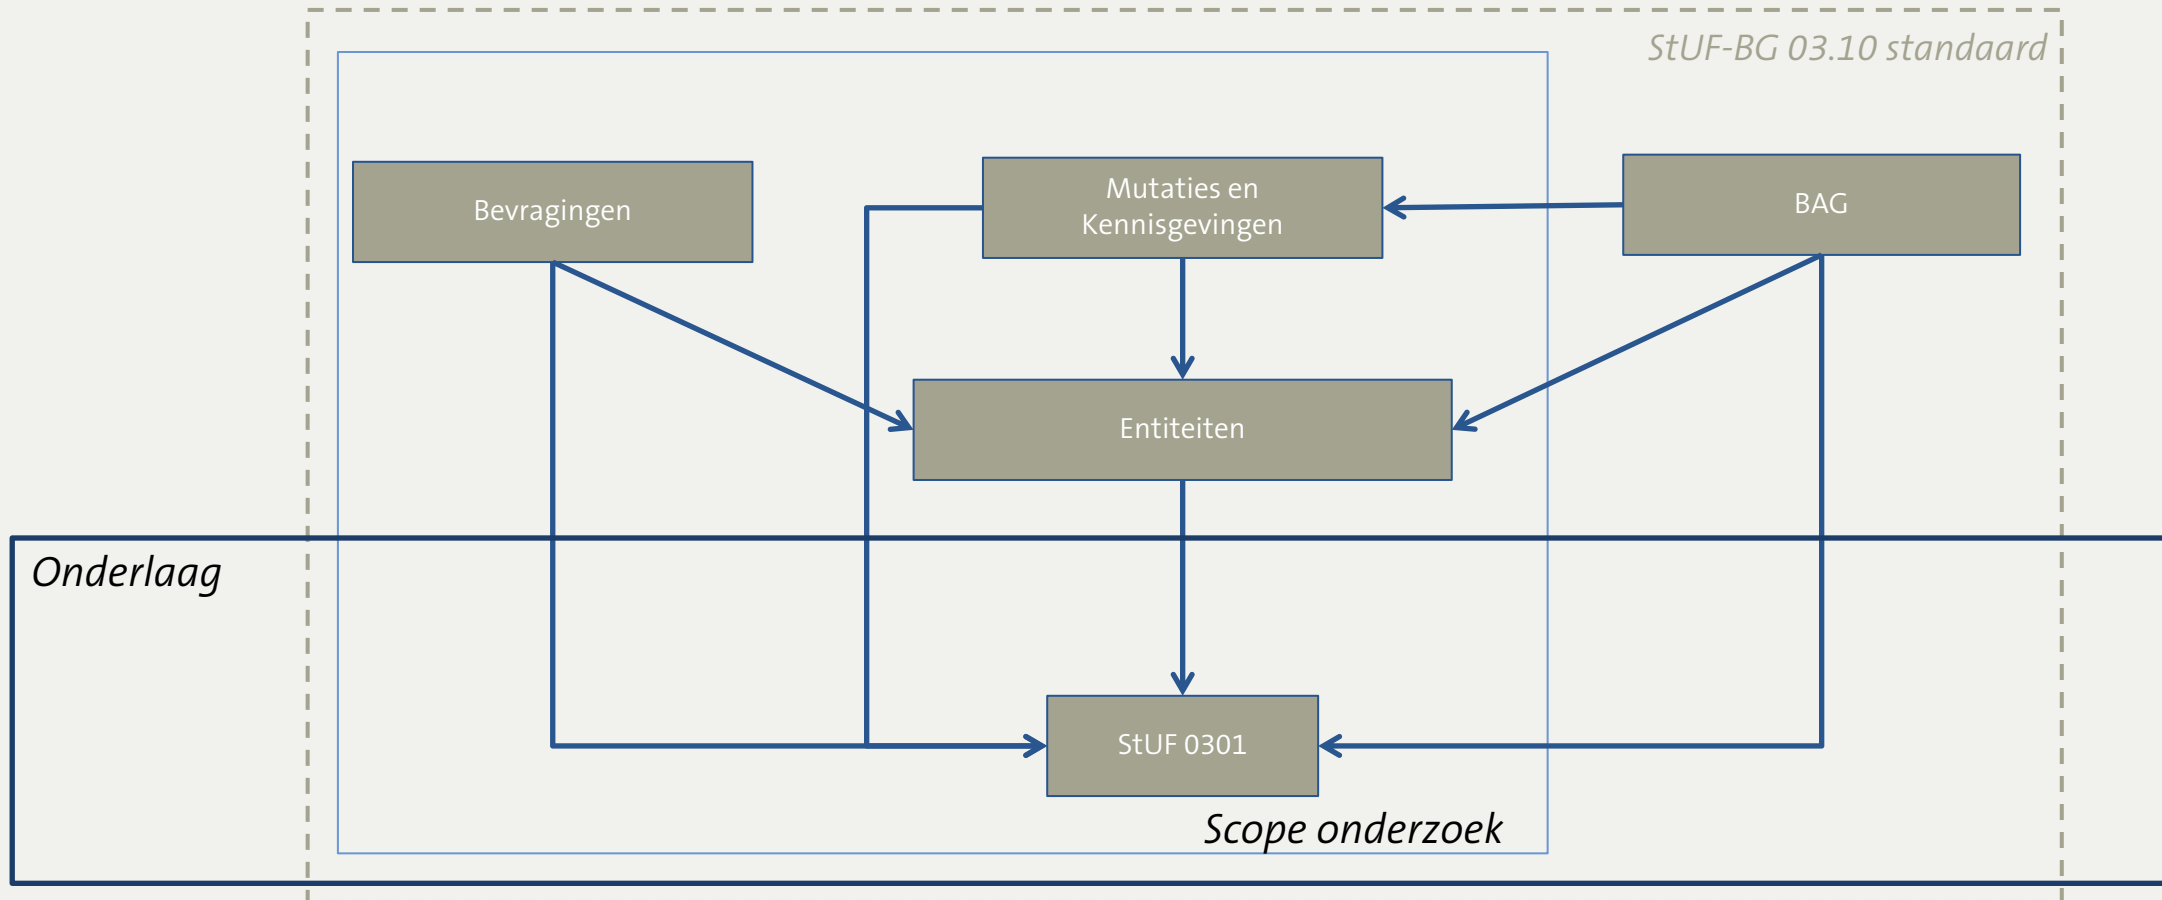 StUF-BG 03.10 standaard
Bevragingen
Mutaties en
Kennisgevingen
BAG
Entiteiten
Onderlaag
StUF 0301
Scope onderzoek